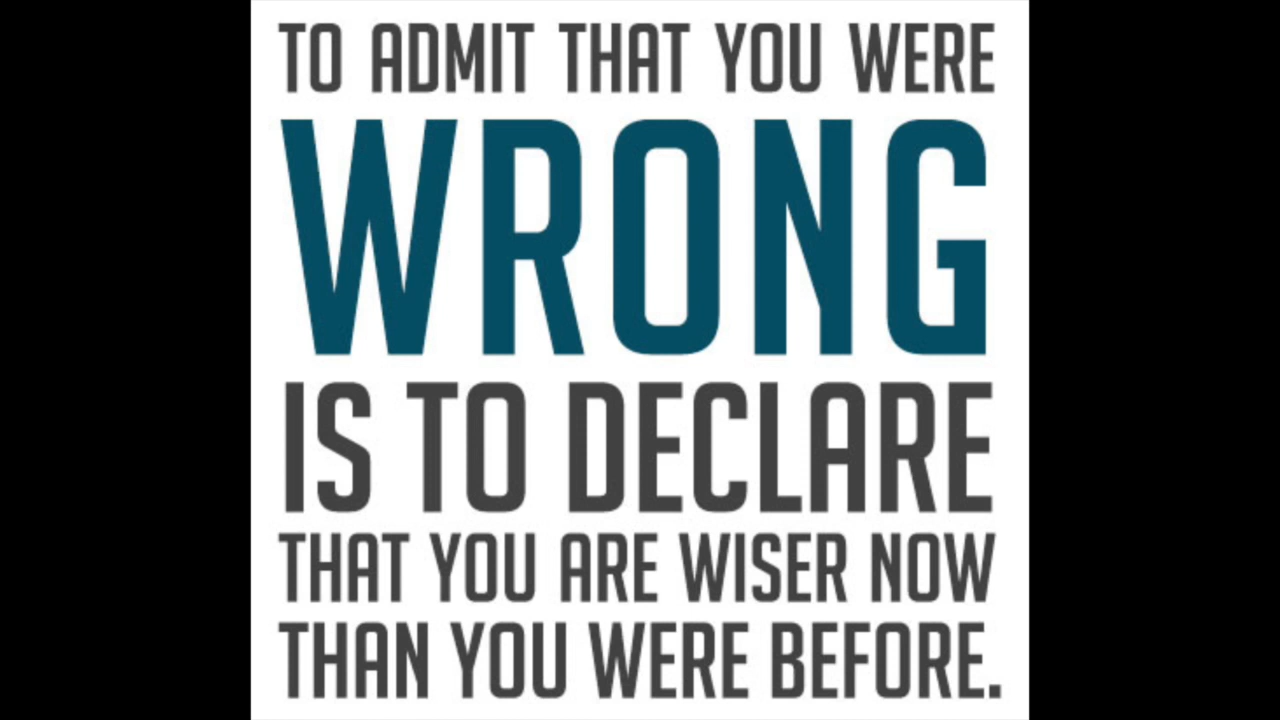 TO ADMIT THAT YOU WERE
WRONG
IS TO DECLARE
THAT YOU ARE WISER NOW
THAN YOU WERE BEFORE.